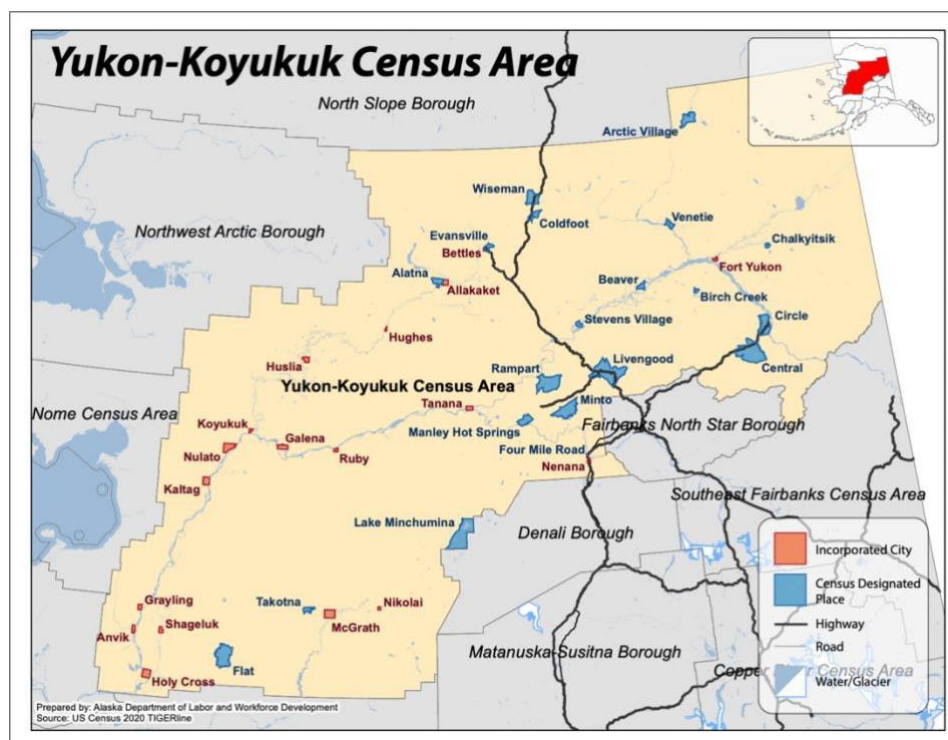 Yukon-Koyukuk Census Area
North Slope Borough
Arctic Village
Wiseman
Coldfoot
Venetie
Northwest Arctic Borough
Evansville
Bettles
Chalkyitsik
Fort Yukon
Alatna
Allakaket
Beaver
Birch Creek
Hughes
Stevens Village
Circle
Huslia
Livengood
Rampart
Central
Yukon-Koyukuk Census Area
Tanana
Minto
Nome Census Area
Koyukuk
Manley Hot Springs
Fairbanks North Star Borough
Galena
Nulato
Ruby
Four Mile Road
Nenana
Kaltag
Southeast Fairbanks Census Area
Lake Minchumina
Denali Borough
Incorporated City
Census Designated
Place
Grayling
Takotna
Nikolai
Highway
Anvik
Shageluk
McGrath
Road
Matanuska-Susitna Borough
Flat
Copper
Census Area
Water/Glacier
Holy Cross
Prepared by: Alaska Department of Labor and Workforce Development
Source: US Census 2020 TIGERline